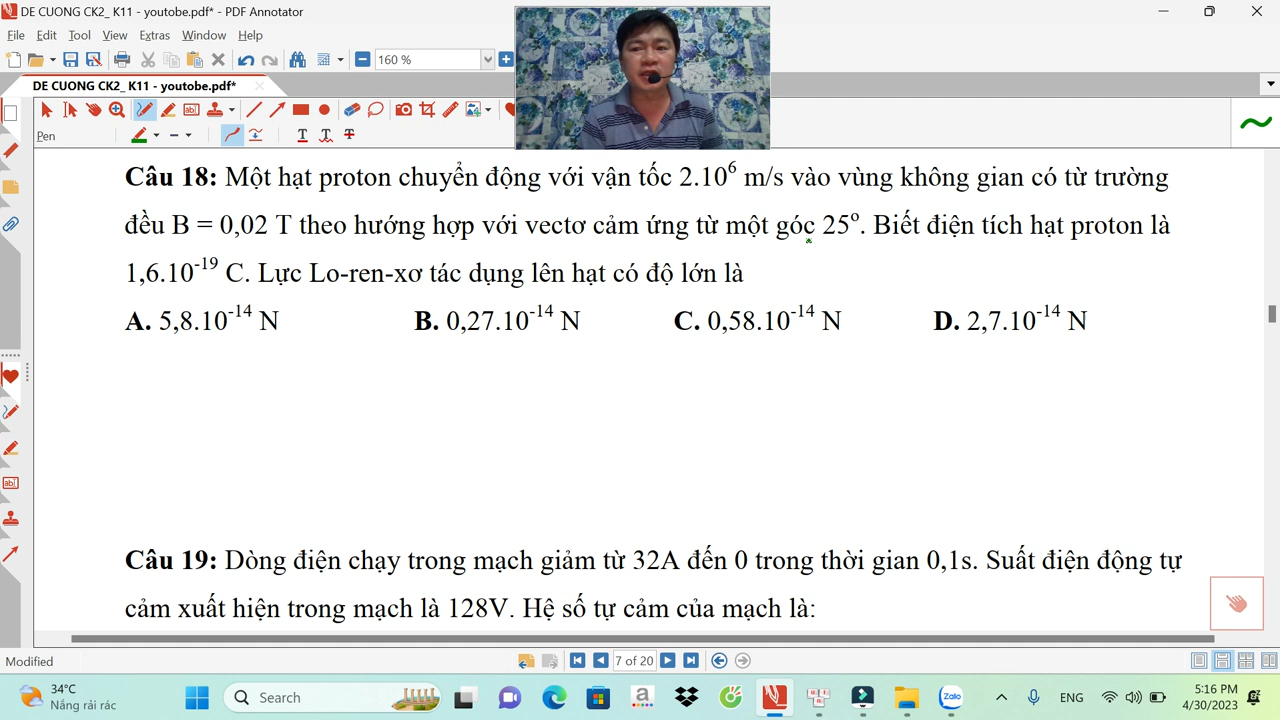 DE CUONG CK2_ K11 - youtobe.pdf* - PDF Annotator
File Edit Tool View Extras Window Help
160 %
DE CUONG CK2_ K11 - youtobe.pdf*
Pen
Câu 18: Một hạt proton chuyển động với vận tốc 2.10⁶ m/s vào vùng không gian có từ trường
đều B = 0,02 T theo hướng hợp với vectơ cảm ứng từ một góc 25º. Biết điện tích hạt proton là
1,6.10⁻¹⁹ C. Lực Lo-ren-xơ tác dụng lên hạt có độ lớn là
A. 5,8.10⁻¹⁴ N B. 0,27.10⁻¹⁴ N C. 0,58.10⁻¹⁴ N D. 2,7.10⁻¹⁴ N
Câu 19: Dòng điện chạy trong mạch giảm từ 32A đến 0 trong thời gian 0,1s. Suất điện động tự
cảm xuất hiện trong mạch là 128V. Hệ số tự cảm của mạch là:
Modified
7 of 20
34°C
Nắng rải rác
Search
a
Zalo
ENG
5:16 PM
4/30/2023